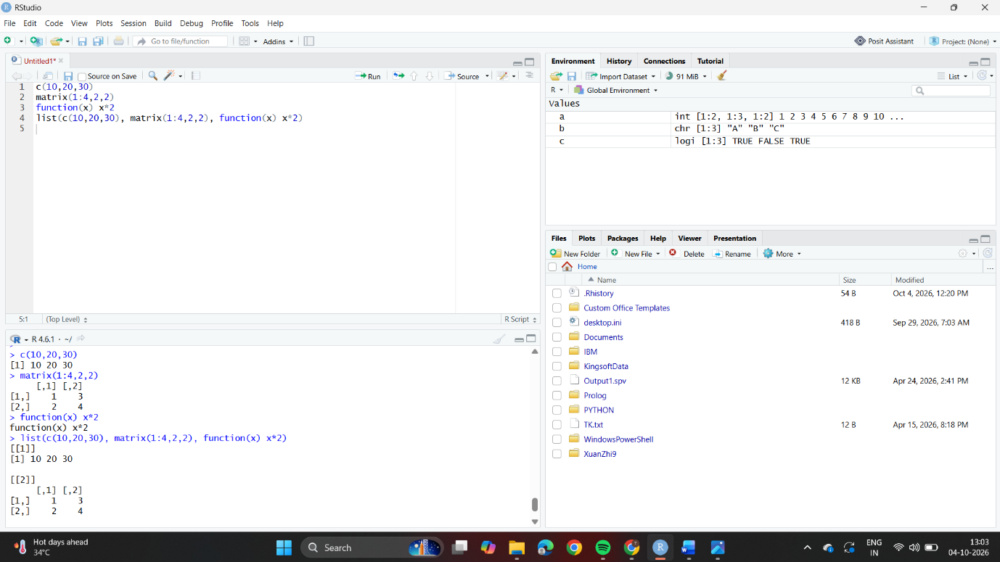 RStudio
File Edit Code View Plots Session Build Debug Profile Tools Help
Go to file/function Addins Posit Assistant Project: (None)
Untitled1*
Source on Save Run Source
1 c(10,20,30)
2 matrix(1:4,2,2)
3 function(x) x*2
4 list(c(10,20,30), matrix(1:4,2,2), function(x) x*2)
5
5:1 (Top Level) R Script
R 4.6.1 · ~/
> c(10,20,30)
[1] 10 20 30
> matrix(1:4,2,2)
[,1] [,2]
[1,] 1 3
[2,] 2 4
> function(x) x*2
function(x) x*2
> list(c(10,20,30), matrix(1:4,2,2), function(x) x*2)
[[1]]
[1] 10 20 30
[[2]]
[,1] [,2]
[1,] 1 3
[2,] 2 4
Environment History Connections Tutorial
Import Dataset 91 MiB List
R Global Environment
Values
a int [1:2, 1:3, 1:2] 1 2 3 4 5 6 7 8 9 10 ...
b chr [1:3] "A" "B" "C"
c logi [1:3] TRUE FALSE TRUE
Files Plots Packages Help Viewer Presentation
New Folder New File Delete Rename More
Home ...
Name Size Modified
.Rhistory 54 B Oct 4, 2026, 12:20 PM
Custom Office Templates
desktop.ini 418 B Sep 29, 2026, 7:03 AM
Documents
IBM
KingsoftData
Output1.spv 12 KB Apr 24, 2026, 2:41 PM
Prolog
PYTHON
TK.txt 12 B Apr 15, 2026, 8:18 PM
WindowsPowerShell
XuanZhi9
Hot days ahead
34°C
Search
ENG
IN
13:03
04-10-2026